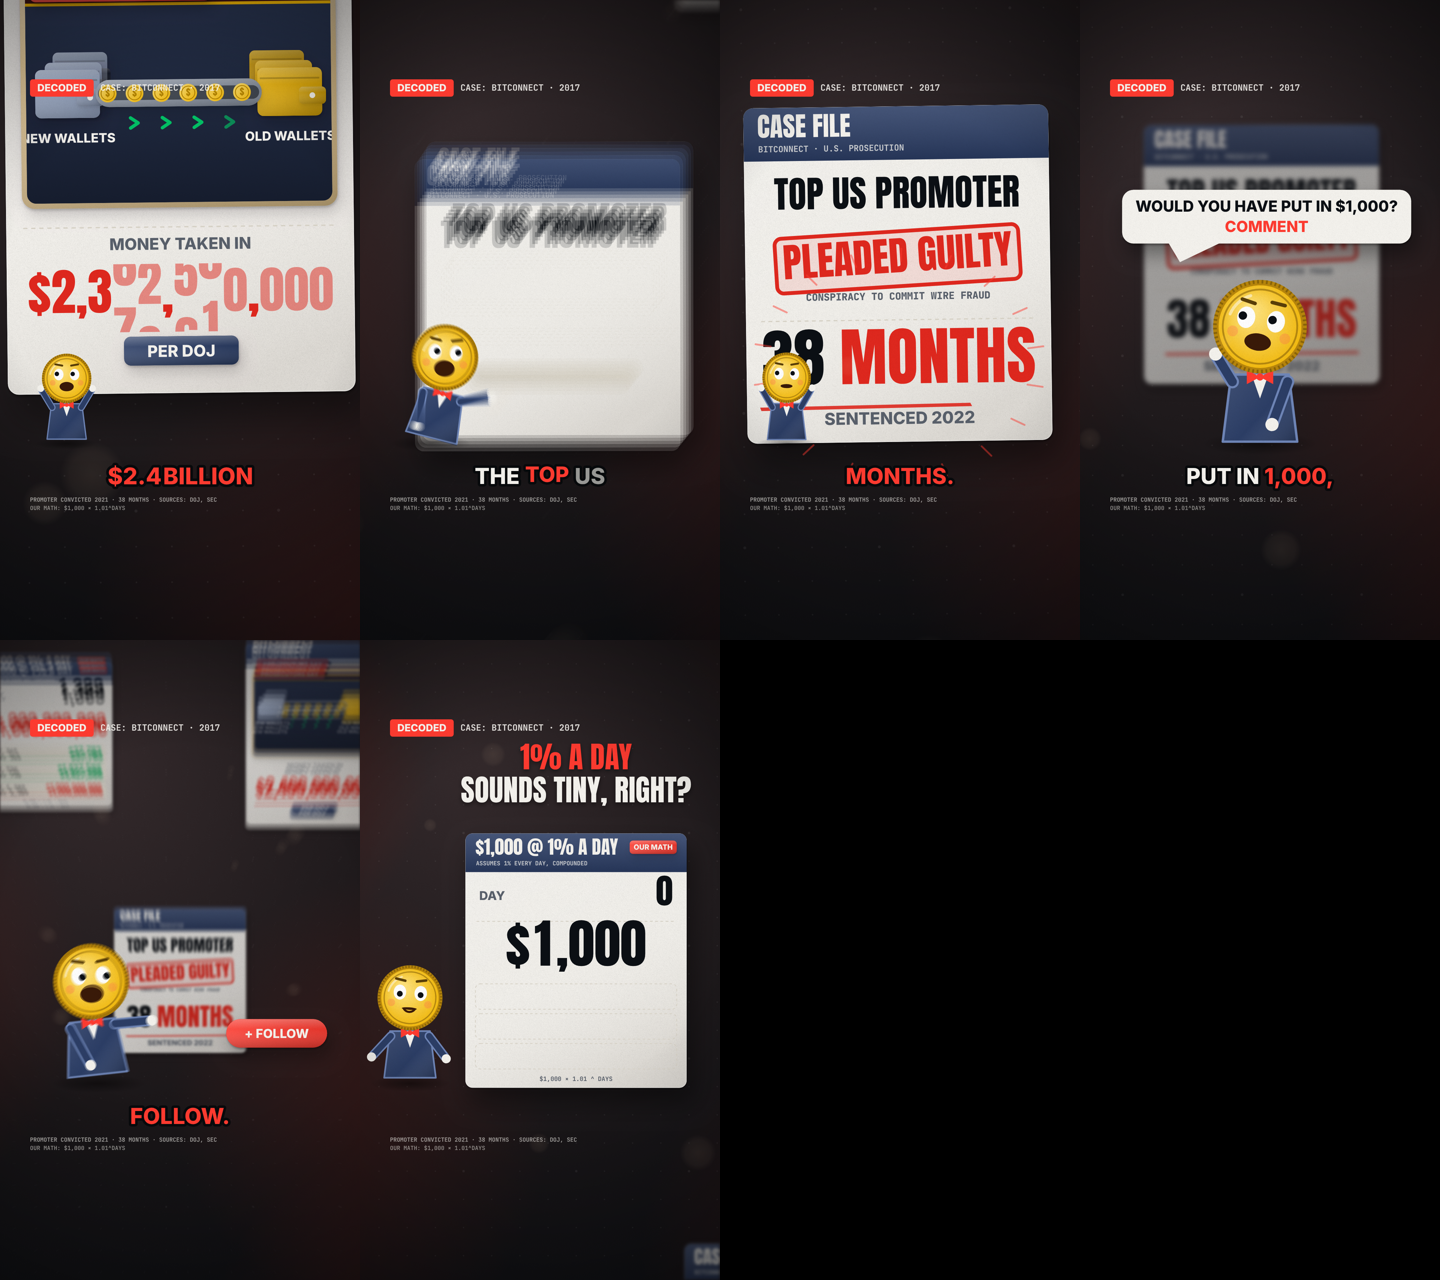 DECODED CASE: BITCONNECT · 2017
NEW WALLETS
OLD WALLETS
MONEY TAKEN IN
PER DOJ
$2.4 BILLION
PROMOTER CONVICTED 2021 · 38 MONTHS · SOURCES: DOJ, SEC
OUR MATH: $1,000 × 1.01^DAYS
DECODED CASE: BITCONNECT · 2017
CASE FILE
TOP US PROMOTER
THE TOP US
PROMOTER CONVICTED 2021 · 38 MONTHS · SOURCES: DOJ, SEC
OUR MATH: $1,000 × 1.01^DAYS
DECODED CASE: BITCONNECT · 2017
CASE FILE
BITCONNECT · U.S. PROSECUTION
TOP US PROMOTER
PLEADED GUILTY
CONSPIRACY TO COMMIT WIRE FRAUD
38 MONTHS
SENTENCED 2022
MONTHS.
PROMOTER CONVICTED 2021 · 38 MONTHS · SOURCES: DOJ, SEC
OUR MATH: $1,000 × 1.01^DAYS
DECODED CASE: BITCONNECT · 2017
CASE FILE
WOULD YOU HAVE PUT IN $1,000?
COMMENT
PUT IN 1,000,
PROMOTER CONVICTED 2021 · 38 MONTHS · SOURCES: DOJ, SEC
OUR MATH: $1,000 × 1.01^DAYS
DECODED CASE: BITCONNECT · 2017
CASE FILE
TOP US PROMOTER
PLEADED GUILTY
38 MONTHS
SENTENCED 2022
+ FOLLOW
FOLLOW.
PROMOTER CONVICTED 2021 · 38 MONTHS · SOURCES: DOJ, SEC
OUR MATH: $1,000 × 1.01^DAYS
DECODED CASE: BITCONNECT · 2017
1% A DAY
SOUNDS TINY, RIGHT?
$1,000 @ 1% A DAY OUR MATH
ASSUMES 1% EVERY DAY, COMPOUNDED
DAY 0
$1,000
$1,000 × 1.01 ^ DAYS
PROMOTER CONVICTED 2021 · 38 MONTHS · SOURCES: DOJ, SEC
OUR MATH: $1,000 × 1.01^DAYS